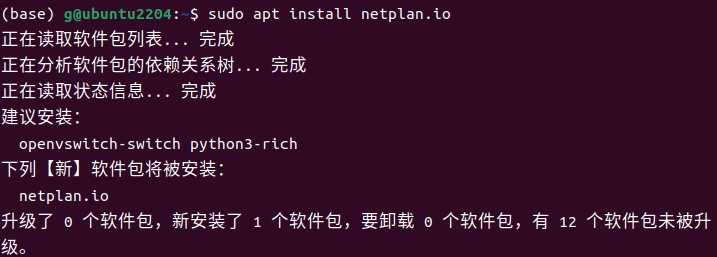 (base) g@ubuntu2204:~$ sudo apt install netplan.io
正在读取软件包列表... 完成
正在分析软件包的依赖关系树... 完成
正在读取状态信息... 完成
建议安装：
  openvswitch-switch python3-rich
下列【新】软件包将被安装：
  netplan.io
升级了 0 个软件包，新安装了 1 个软件包，要卸载 0 个软件包，有 12 个软件包未被升
级。